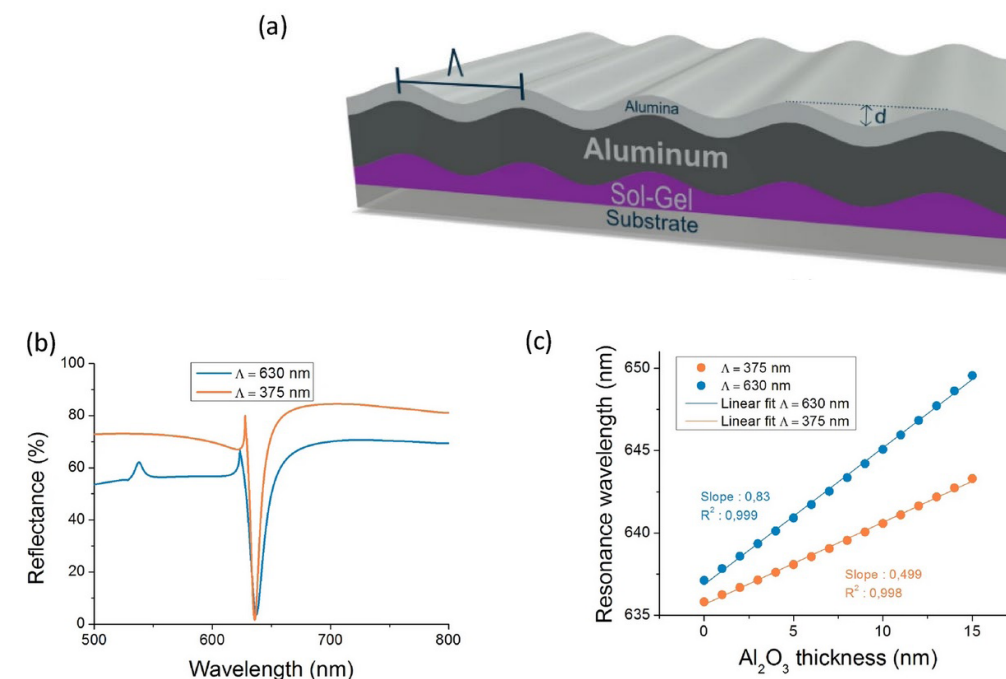 (a)
Λ
Alumina
d
Aluminum
Sol-Gel
Substrate
(b)
Λ = 630 nm
Λ = 375 nm
100
80
60
40
20
0
Reflectance (%)
500
600
700
800
Wavelength (nm)
(c)
Λ = 375 nm
Λ = 630 nm
Linear fit Λ = 630 nm
Linear fit Λ = 375 nm
650
645
640
635
Resonance wavelength (nm)
Slope : 0,83
R² : 0,999
Slope : 0,499
R² : 0,998
0
5
10
15
Al₂O₃ thickness (nm)